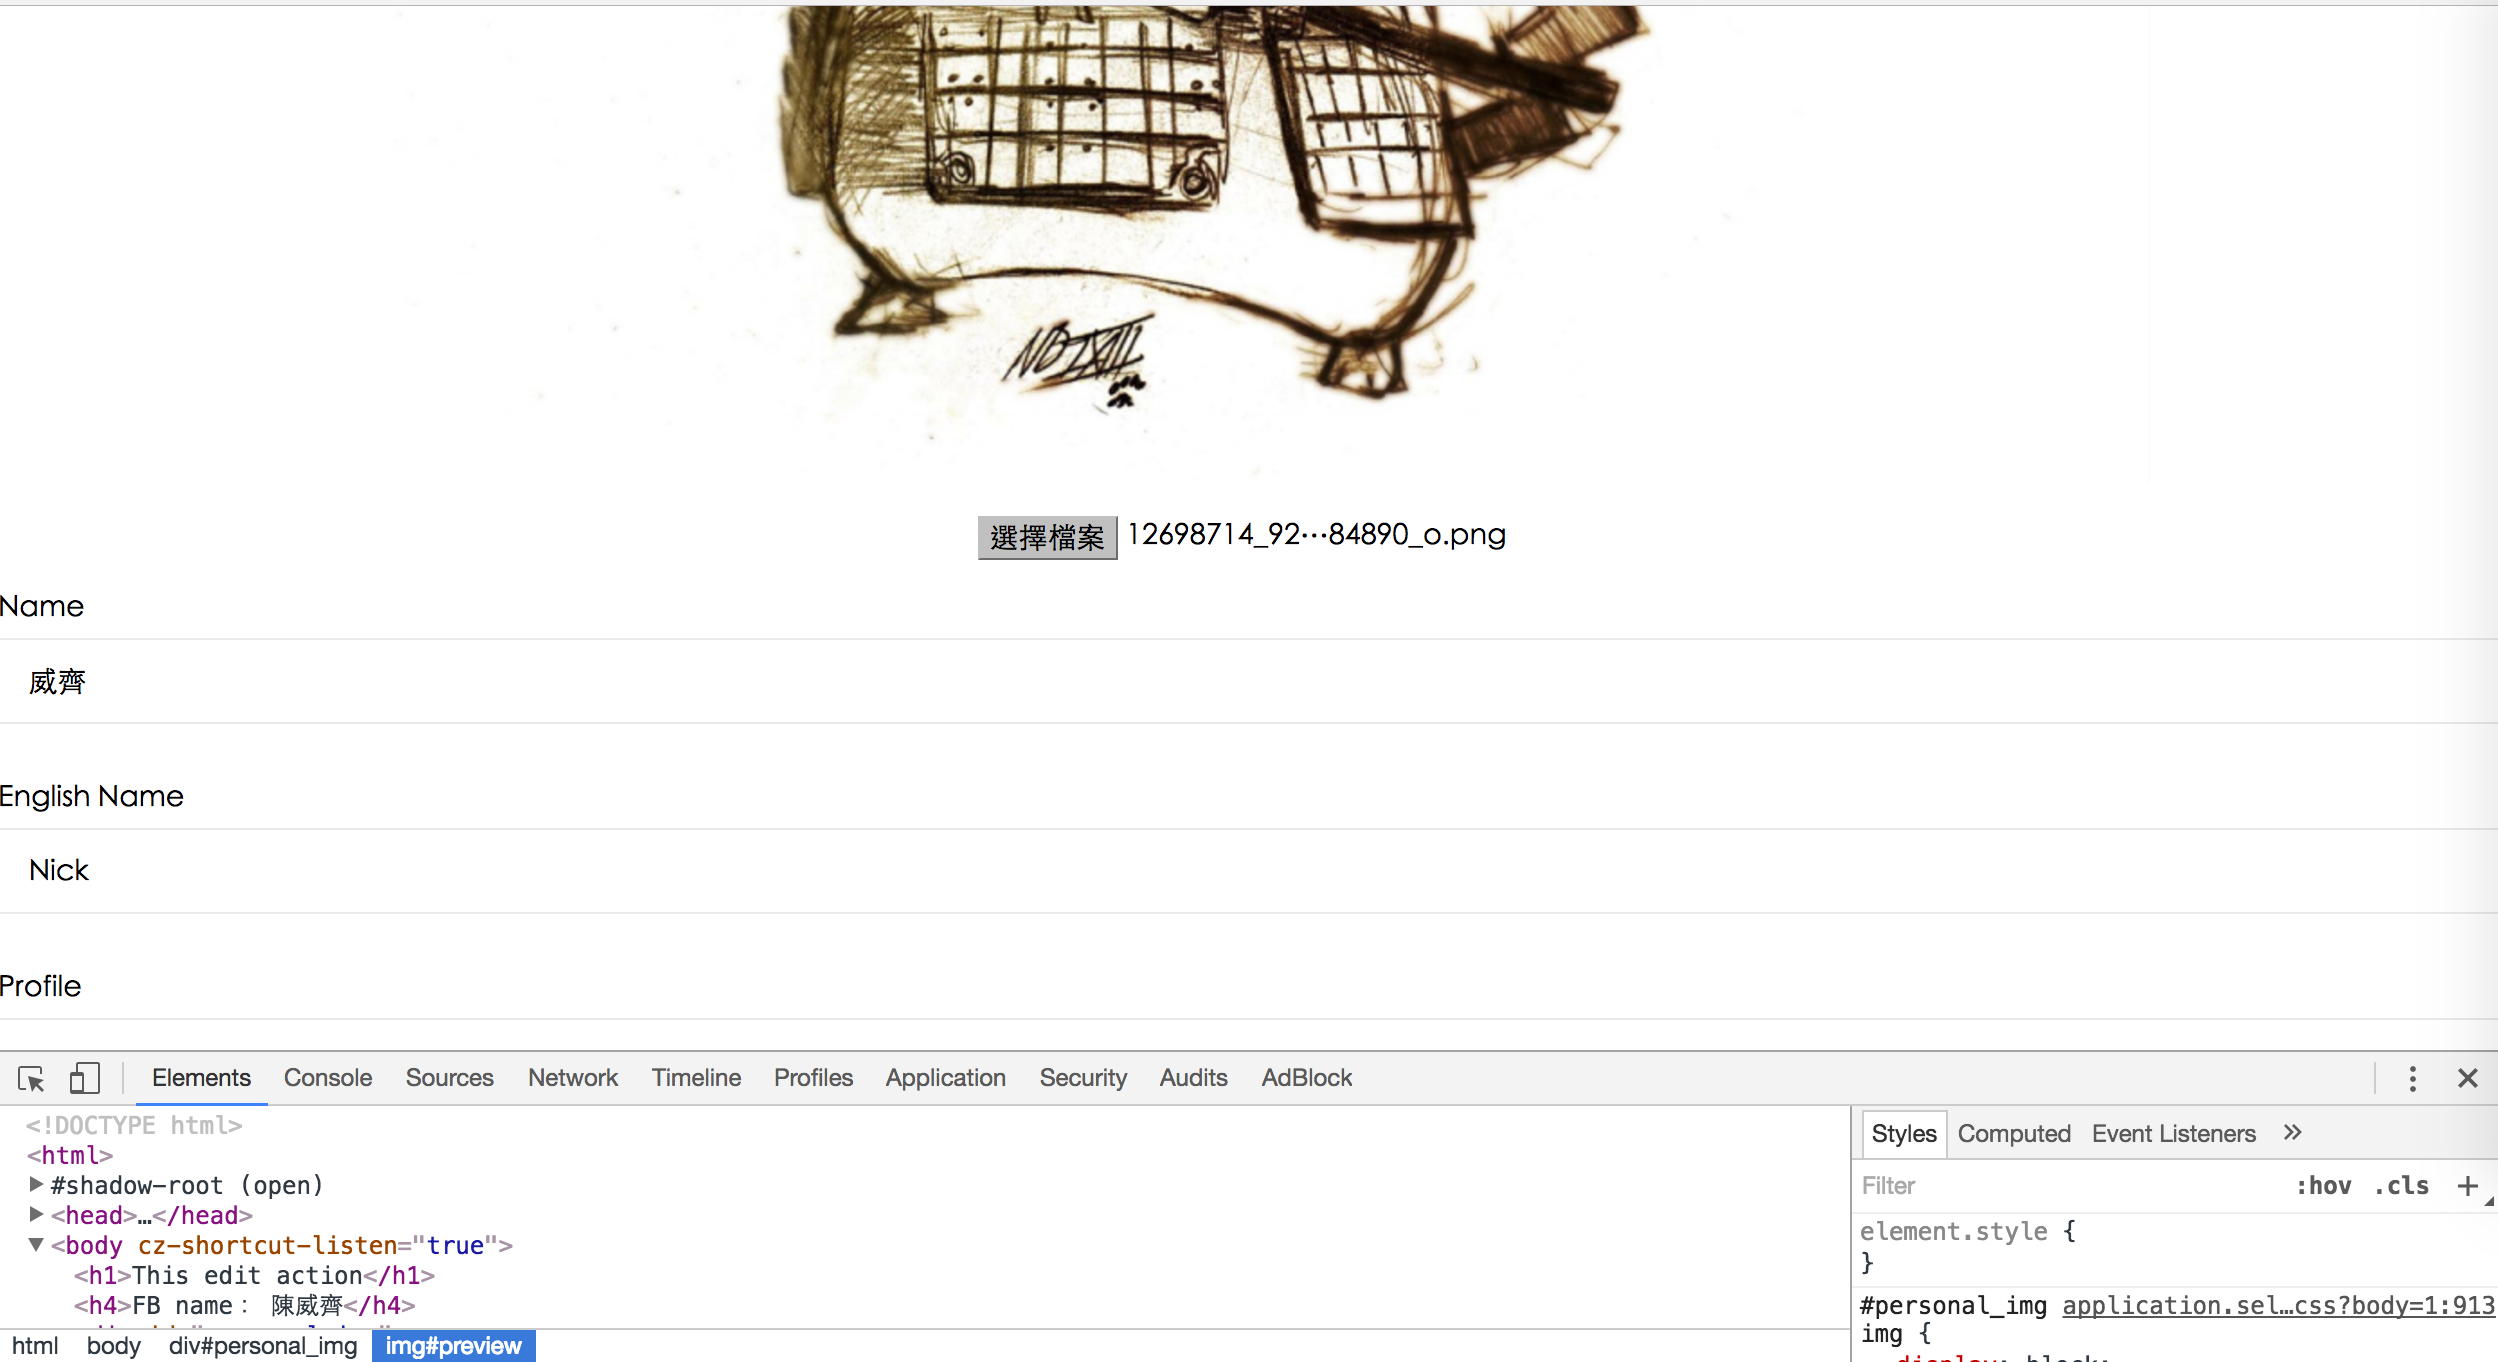 選擇檔案 12698714_92…84890_o.png
Name
威齊
English Name
Nick
Profile
Elements Console Sources Network Timeline Profiles Application Security Audits AdBlock
<!DOCTYPE html>
<html>
#shadow-root (open)
<head>…</head>
<body cz-shortcut-listen="true">
<h1>This edit action</h1>
<h4>FB name： 陳威齊</h4>
html body div#personal_img img#preview
Styles Computed Event Listeners »
Filter :hov .cls +
element.style {
}
#personal_img application.sel…css?body=1:913
img {
display: block;